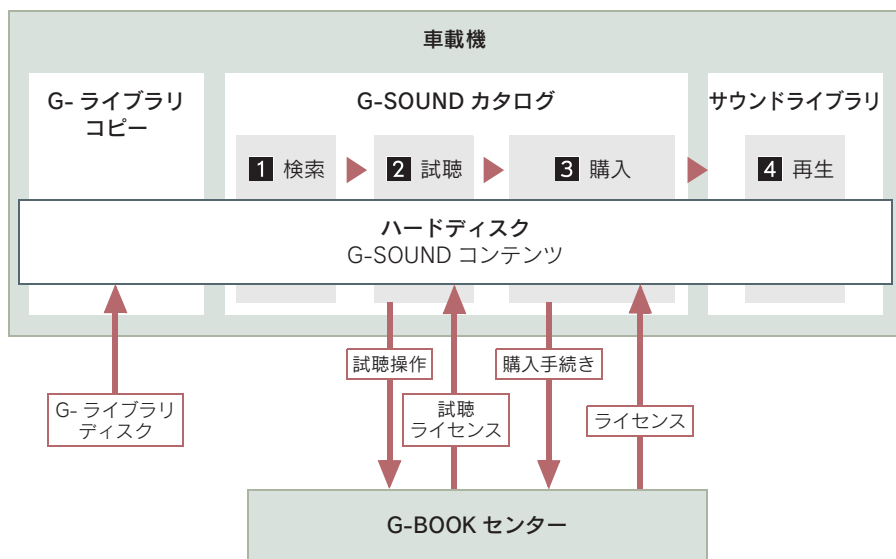 車載機
G- ライブラリ
コピー
G-SOUND カタログ
サウンドライブラリ
1 検索
2 試聴
3 購入
4 再生
ハードディスク
G-SOUND コンテンツ
試聴操作
購入手続き
G- ライブラリ
ディスク
試聴
ライセンス
ライセンス
G-BOOK センター